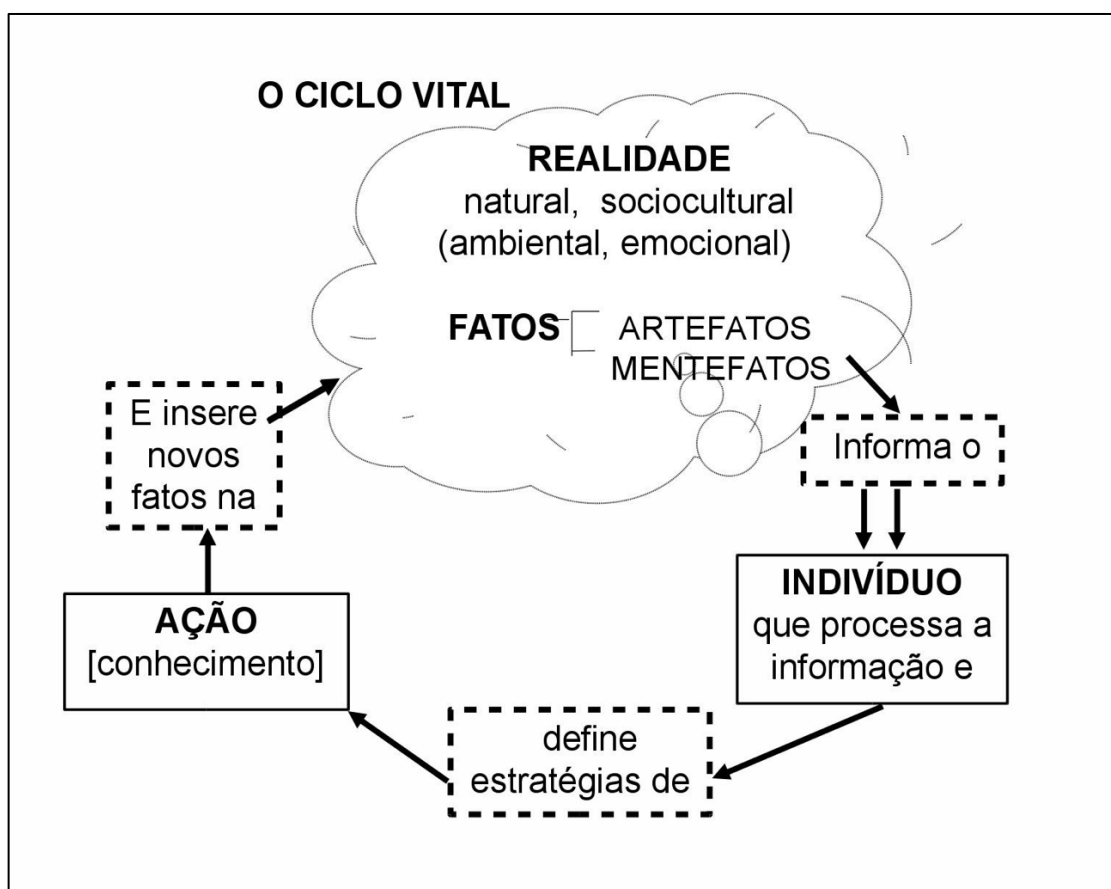 O CICLO VITAL
REALIDADE
natural, sociocultural
(ambiental, emocional)
FATOS ARTEFATOS
MENTEFATOS
Informa o
INDIVÍDUO
que processa a
informação e
define
estratégias de
AÇÃO
[conhecimento]
E insere
novos
fatos na